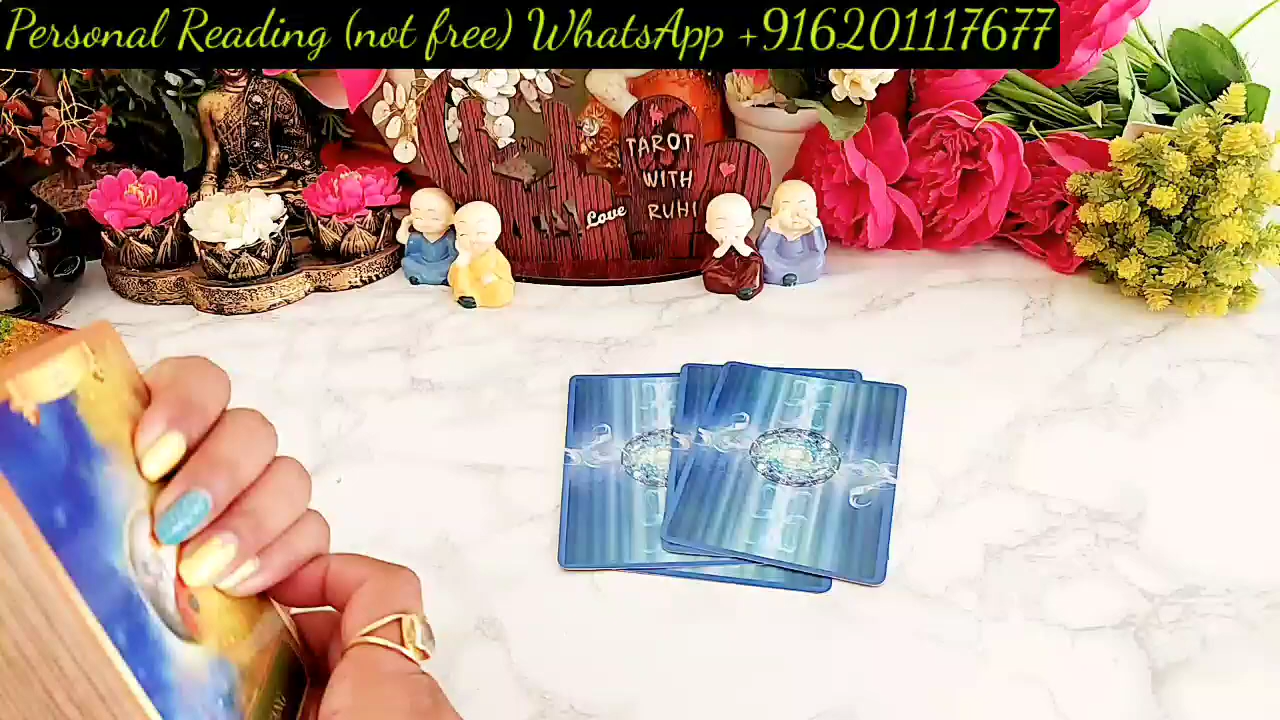 Personal Reading (not free) WhatsApp +916201117677
TAROT
WITH
RUHI
Love